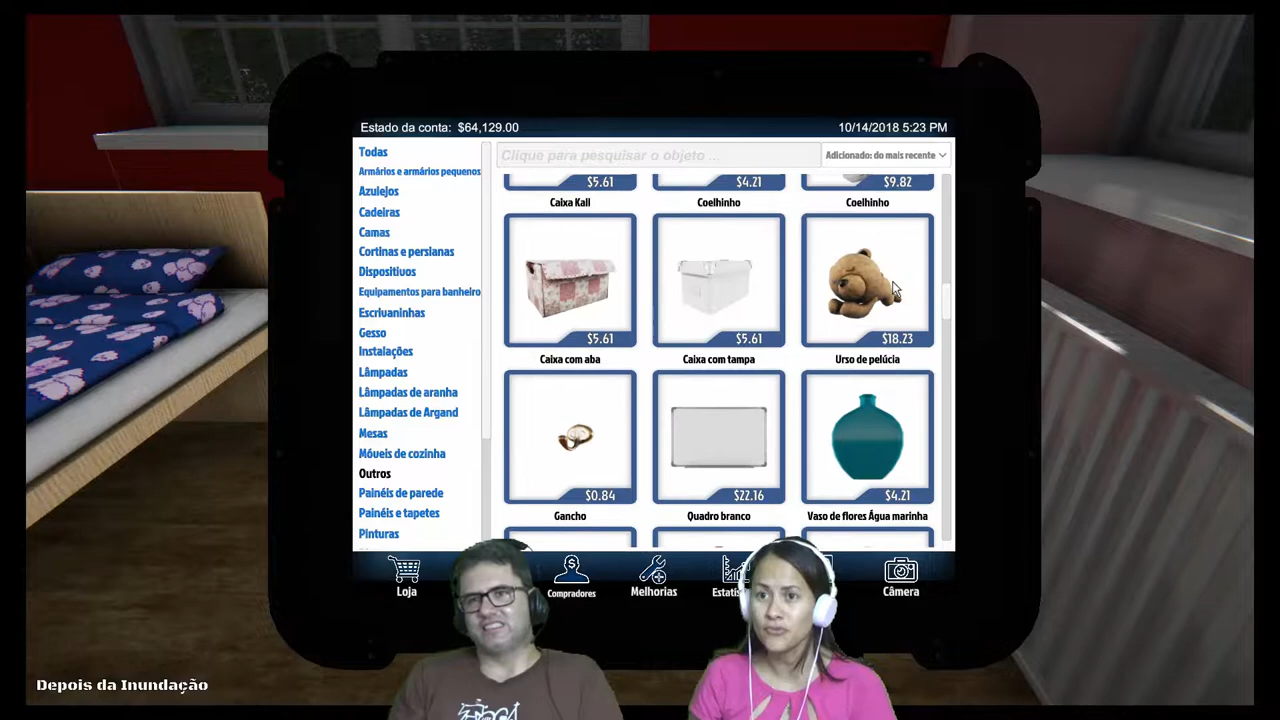 Estado da conta: $64,129.00
10/14/2018 5:23 PM
Todas
Armários e armários pequenos
Azulejos
Cadeiras
Camas
Cortinas e persianas
Dispositivos
Equipamentos para banheiro
Escriuaninhas
Gesso
Instalações
Lâmpadas
Lâmpadas de aranha
Lâmpadas de Argand
Mesas
Móveis de cozinha
Outros
Painéis de parede
Painéis e tapetes
Pinturas
Clique para pesquisar o objeto ...
Adicionado: do mais recente
$5.61
$4.21
$9.82
Caixa Kall
Coelhinho
Coelhinho
$5.61
$5.61
$18.23
Caixa com aba
Caixa com tampa
Urso de pelúcia
$0.84
$22.16
$4.21
Gancho
Quadro branco
Vaso de flores Água marinha
Loja
Compradores
Melhorias
Câmera
Depois da Inundação